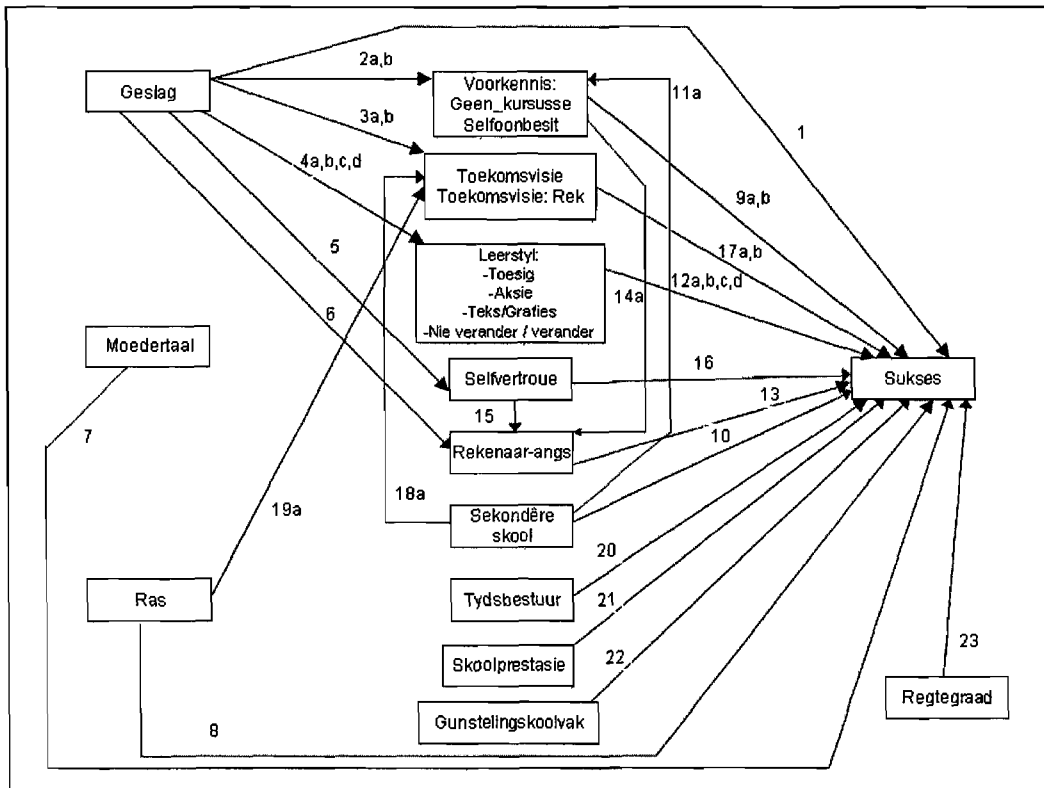 2a,b
Geslag
Voorkennis:
Geen_kursusse
Selfoonbesit
11a
1
3a,b
4a,b,c,d
Toekomsvisie
Toekomsvisie: Rek
9a,b
5
Leerstyl:
-Toesig
-Aksie
-Teks/Grafies
-Nie verander / verander
17a,b
12a,b,c,d
14a
6
Moedertaal
Selfvertroue
16
Sukses
7
15
13
Rekenaar-angs
10
18a
19a
Sekondêre
skool
20
Ras
Tydsbestuur
21
Skoolprestasie
22
23
Regtegraad
Gunstelingskoolvak
8